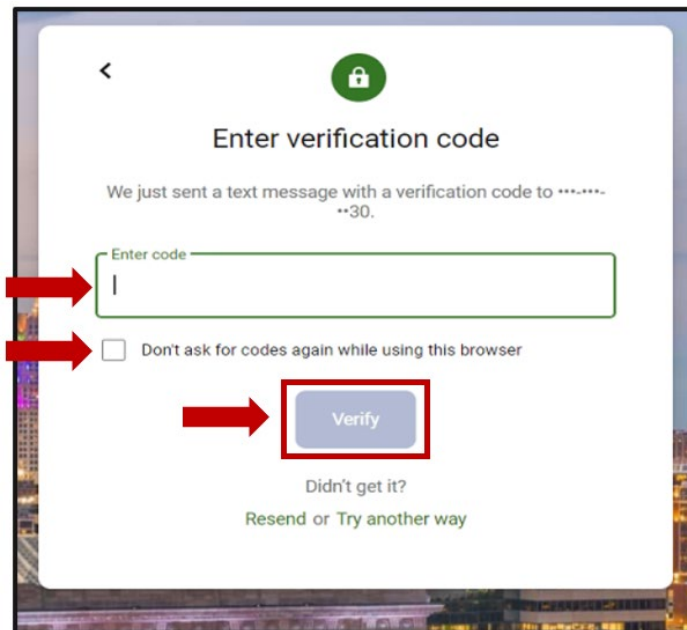 Enter verification code
We just sent a text message with a verification code to •••-•••-
••30.
Enter code
Don't ask for codes again while using this browser
Verify
Didn't get it?
Resend or Try another way